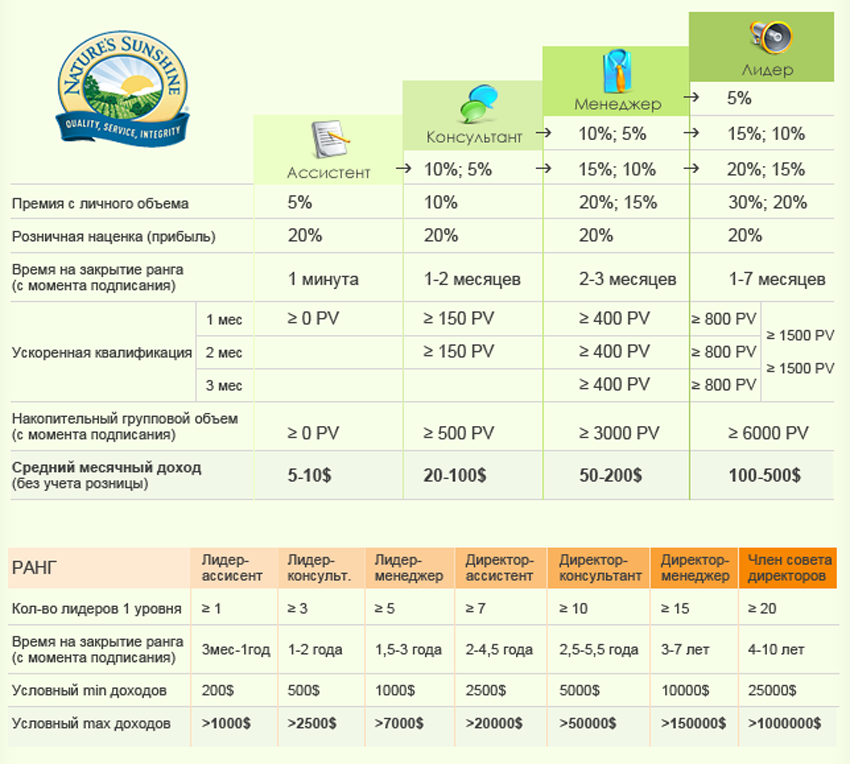 NATURE'S SUNSHINE
QUALITY, SERVICE, INTEGRITY
Лидер
→ 5%
Менеджер
Консультант → 10%; 5% → 15%; 10%
Ассистент → 10%; 5% → 15%; 10% → 20%; 15%
Премия с личного объема 5% 10% 20%; 15% 30%; 20%
Розничная наценка (прибыль) 20% 20% 20% 20%
Время на закрытие ранга
(с момента подписания) 1 минута 1-2 месяцев 2-3 месяцев 1-7 месяцев
Ускоренная квалификация
1 мес ≥ 0 PV ≥ 150 PV ≥ 400 PV ≥ 800 PV ≥ 1500 PV
2 мес ≥ 150 PV ≥ 400 PV ≥ 800 PV ≥ 1500 PV
3 мес ≥ 400 PV ≥ 800 PV
Накопительный групповой объем
(с момента подписания) ≥ 0 PV ≥ 500 PV ≥ 3000 PV ≥ 6000 PV
Средний месячный доход
(без учета розницы) 5-10$ 20-100$ 50-200$ 100-500$
РАНГ Лидер-ассисент Лидер-консульт. Лидер-менеджер Директор-ассистент Директор-консультант Директор-менеджер Член совета директоров
Кол-во лидеров 1 уровня ≥ 1 ≥ 3 ≥ 5 ≥ 7 ≥ 10 ≥ 15 ≥ 20
Время на закрытие ранга
(с момента подписания) 3мес-1год 1-2 года 1,5-3 года 2-4,5 года 2,5-5,5 года 3-7 лет 4-10 лет
Условный min доходов 200$ 500$ 1000$ 2500$ 5000$ 10000$ 25000$
Условный max доходов >1000$ >2500$ >7000$ >20000$ >50000$ >150000$ >1000000$